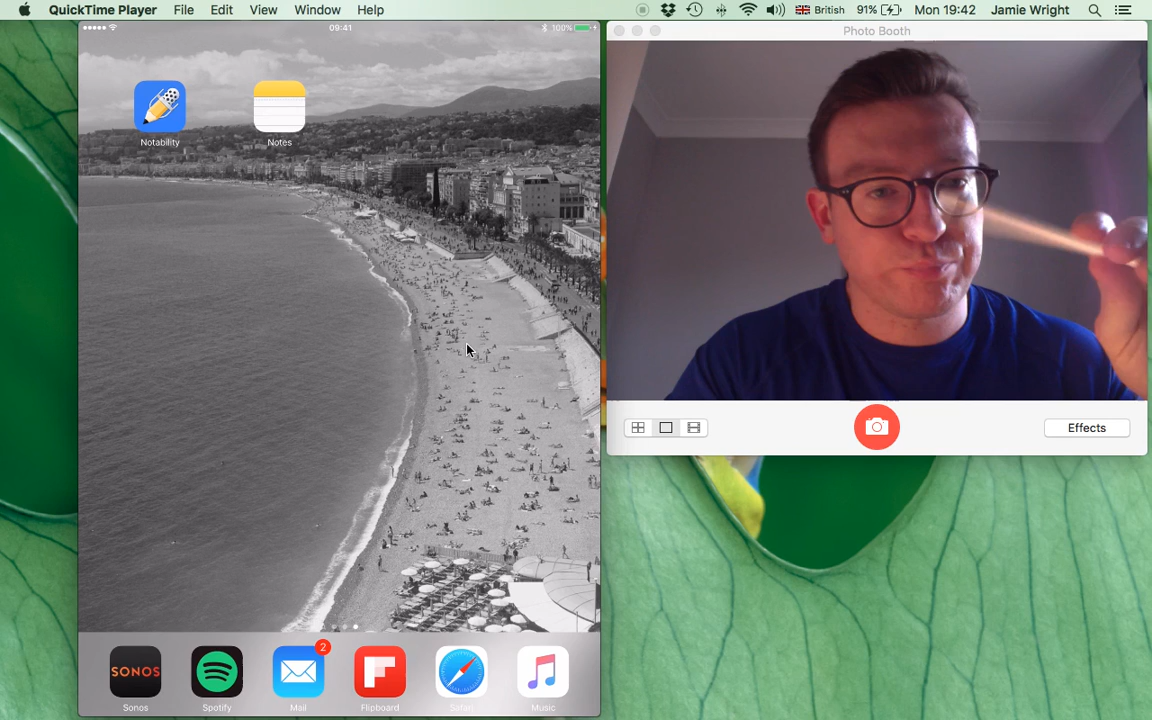 QuickTime Player File Edit View Window Help
91% British Mon 19:42 Jamie Wright
09:41
100%
Photo Booth
Notability
Notes
Effects
2
SONOS
Sonos
Spotify
Mail
Flipboard
Safari
Music